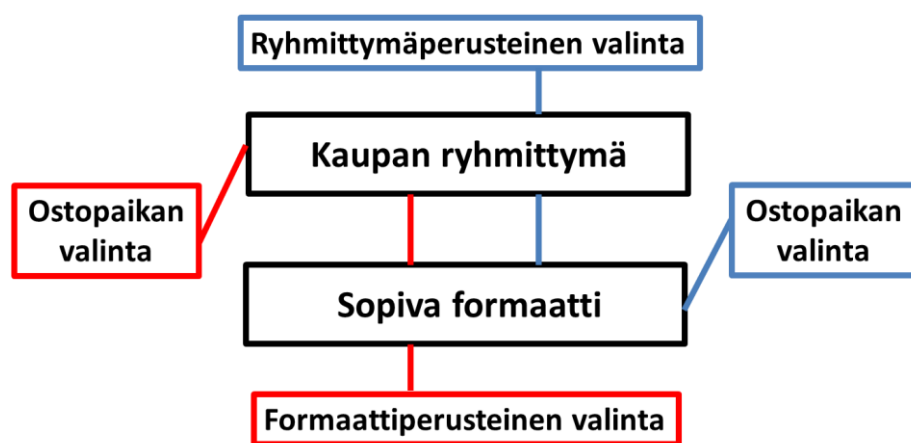 Ryhmittymäperusteinen valinta
Kaupan ryhmittymä
Ostopaikan
valinta
Ostopaikan
valinta
Sopiva formaatti
Formaattiperusteinen valinta